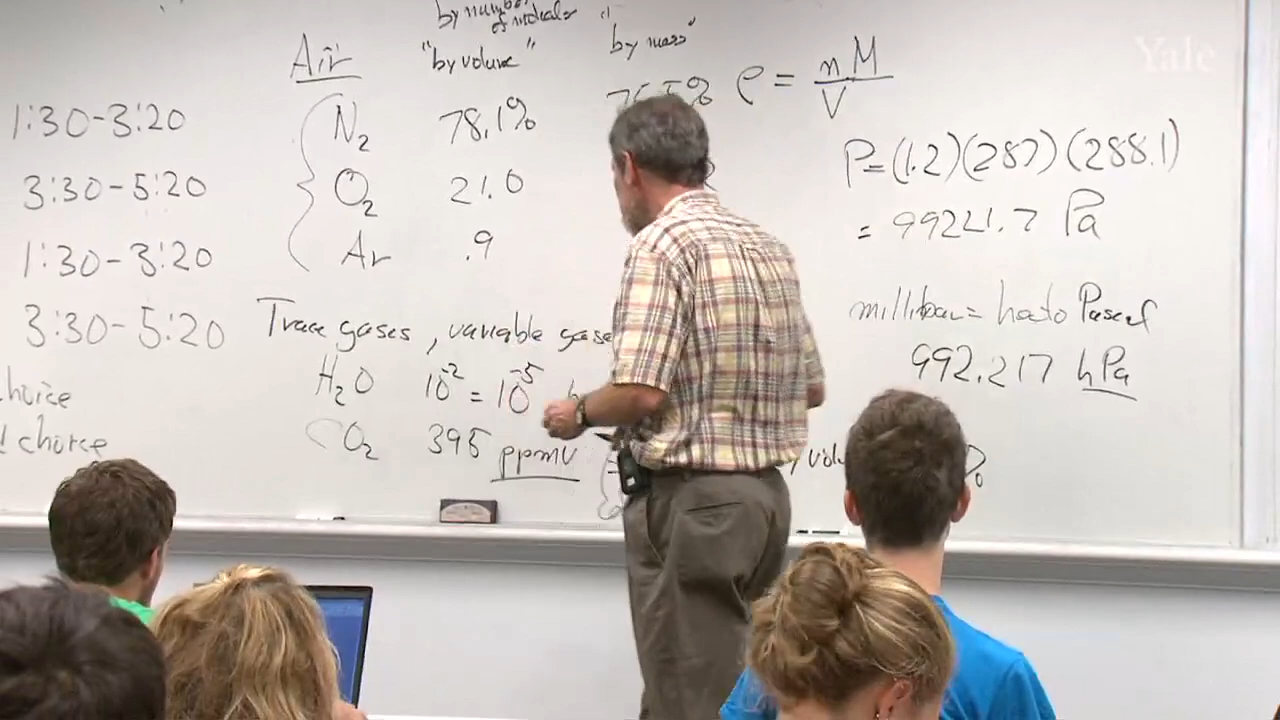 by number
of molecules
"by volume"
"by mass"
Air
N2 78.1%
O2 21.0
Ar .9
Trace gases, variable gase
H2O 10^-2 = 10^-5
CO2 395 ppmv
1:30-3:20
3:30-5:20
1:30-3:20
3:30-5:20
hoice
choice
ρ = nM/V
P=(1.2)(287)(288.1)
= 99221.7 Pa
millibar = hecto Pascal
992.217 hPa
Yale